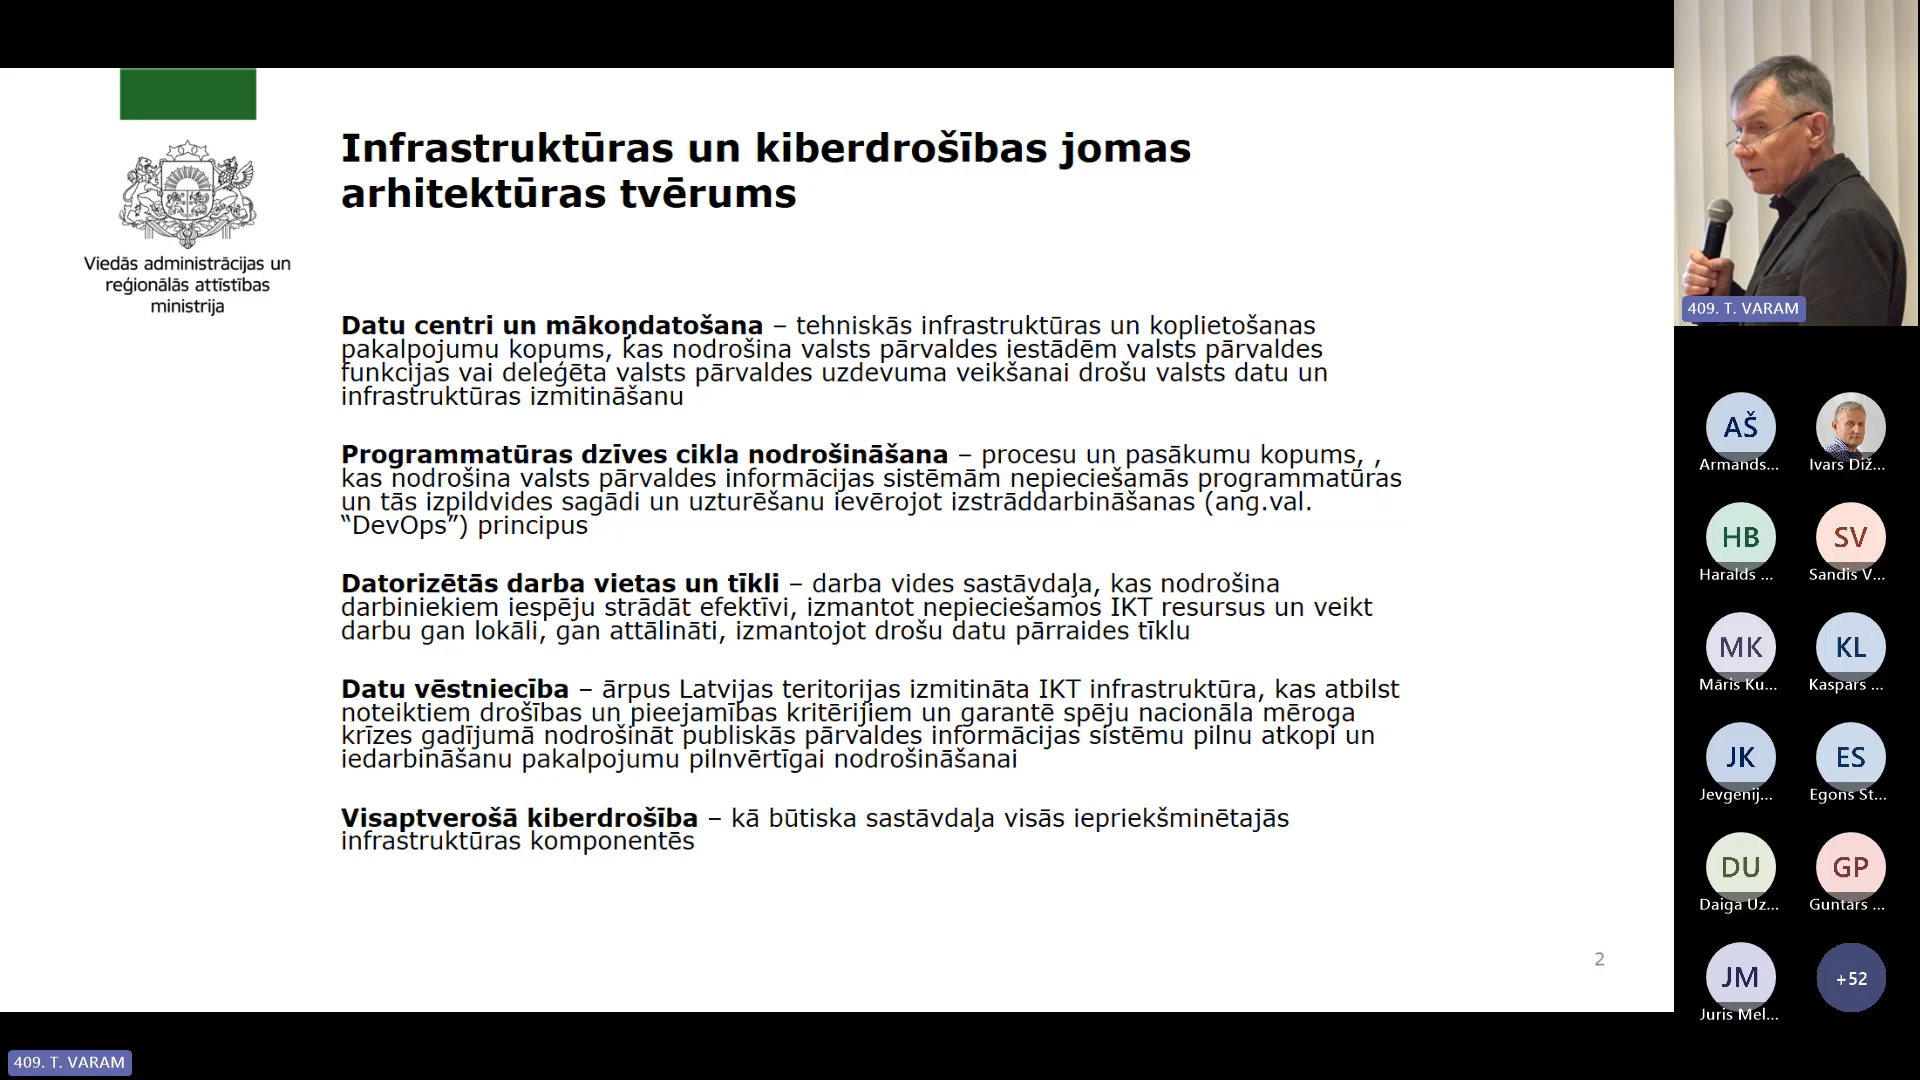 Infrastruktūras un kiberdrošības jomas
arhitektūras tvērums
Viedās administrācijas un
reģionālās attīstības
ministrija
Datu centri un mākoņdatošana – tehniskās infrastruktūras un koplietošanas
pakalpojumu kopums, kas nodrošina valsts pārvaldes iestādēm valsts pārvaldes
funkcijas vai deleģēta valsts pārvaldes uzdevuma veikšanai drošu valsts datu un
infrastruktūras izmitināšanu
Programmatūras dzīves cikla nodrošināšana – procesu un pasākumu kopums, ,
kas nodrošina valsts pārvaldes informācijas sistēmām nepieciešamās programmatūras
un tās izpildvides sagādi un uzturēšanu ievērojot izstrāddarbināšanas (ang.val.
“DevOps”) principus
Datorizētās darba vietas un tīkli – darba vides sastāvdaļa, kas nodrošina
darbiniekiem iespēju strādāt efektīvi, izmantot nepieciešamos IKT resursus un veikt
darbu gan lokāli, gan attālināti, izmantojot drošu datu pārraides tīklu
Datu vēstniecība – ārpus Latvijas teritorijas izmitināta IKT infrastruktūra, kas atbilst
noteiktiem drošības un pieejamības kritērijiem un garantē spēju nacionāla mēroga
krīzes gadījumā nodrošināt publiskās pārvaldes informācijas sistēmu pilnu atkopi un
iedarbināšanu pakalpojumu pilnvērtīgai nodrošināšanai
Visaptverošā kiberdrošība – kā būtiska sastāvdaļa visās iepriekšminētajās
infrastruktūras komponentēs
2
409. T. VARAM
AŠ
Armands...
Ivars Diž...
HB
Haralds ...
SV
Sandis V...
MK
Māris Ku...
KL
Kaspars ...
JK
Jevgenij...
ES
Egons St...
DU
Daiga Uz...
GP
Guntars ...
JM
Juris Mel...
+52
409. T. VARAM